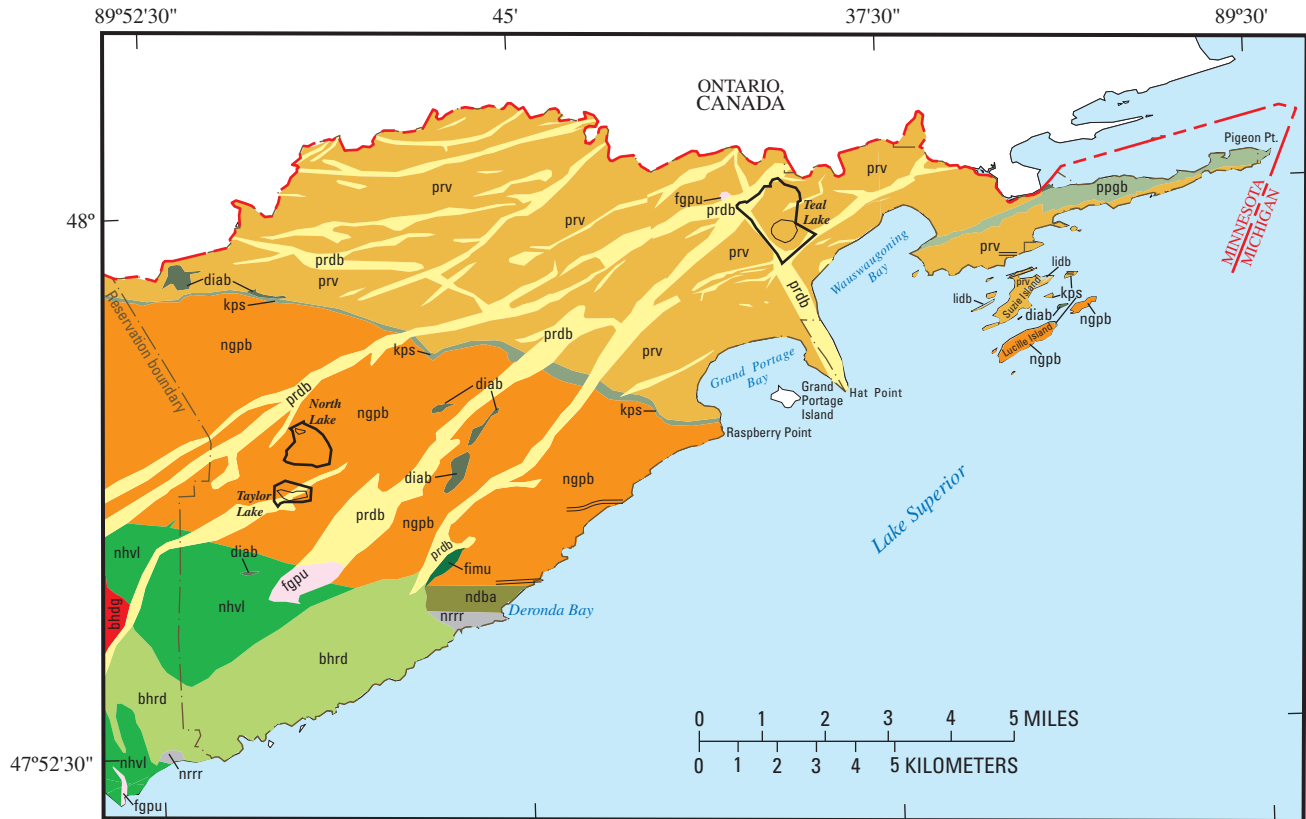 89º52'30"
45'
37'30"
89º30'
ONTARIO,
CANADA
Pigeon Pt.
prv
prv
ppgb
fgpu
prdb
Teal
Lake
48º
prv
MINNESOTA
MICHIGAN
prdb
prv
prv
Wauswaugoning
Bay
prv
diab
kps
lidb
prv
lidb
kps
Suzie Island
diab
ngpb
Lucille Island
ngpb
prdb
Reservation boundary
ngpb
kps
prdb
prv
Grand Portage
Bay
Grand
Portage
Island
Hat Point
diab
prdb
North
Lake
ngpb
kps
Raspberry Point
diab
ngpb
Taylor
Lake
prdb
ngpb
Lake Superior
nhvl
diab
prdb
fimu
fgpu
nhvl
ndba
bhdg
nrrr
Deronda Bay
bhrd
bhrd
0 1 2 3 4 5 MILES
0 1 2 3 4 5 KILOMETERS
47º52'30"
nhvl
nrrr
fgpu